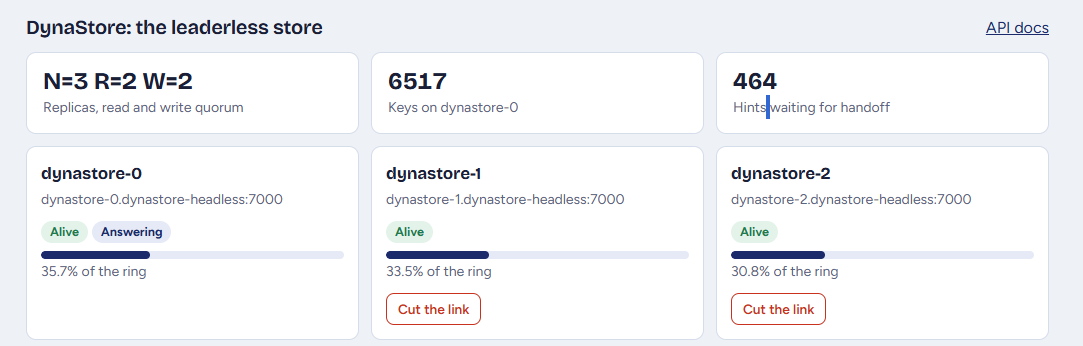 DynaStore: the leaderless store
API docs
N=3 R=2 W=2
Replicas, read and write quorum
6517
Keys on dynastore-0
464
Hints waiting for handoff
dynastore-0
dynastore-0.dynastore-headless:7000
Alive
Answering
35.7% of the ring
dynastore-1
dynastore-1.dynastore-headless:7000
Alive
33.5% of the ring
Cut the link
dynastore-2
dynastore-2.dynastore-headless:7000
Alive
30.8% of the ring
Cut the link